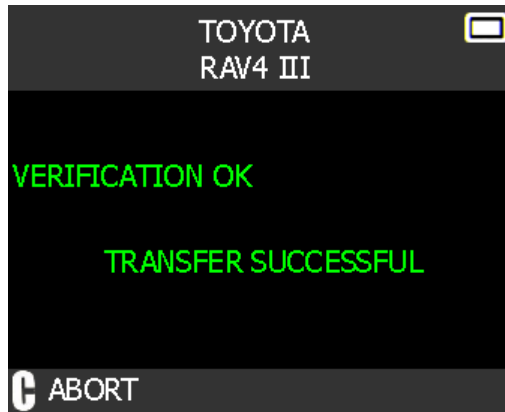 TOYOTA
RAV4 III
VERIFICATION OK
TRANSFER SUCCESSFUL
C ABORT